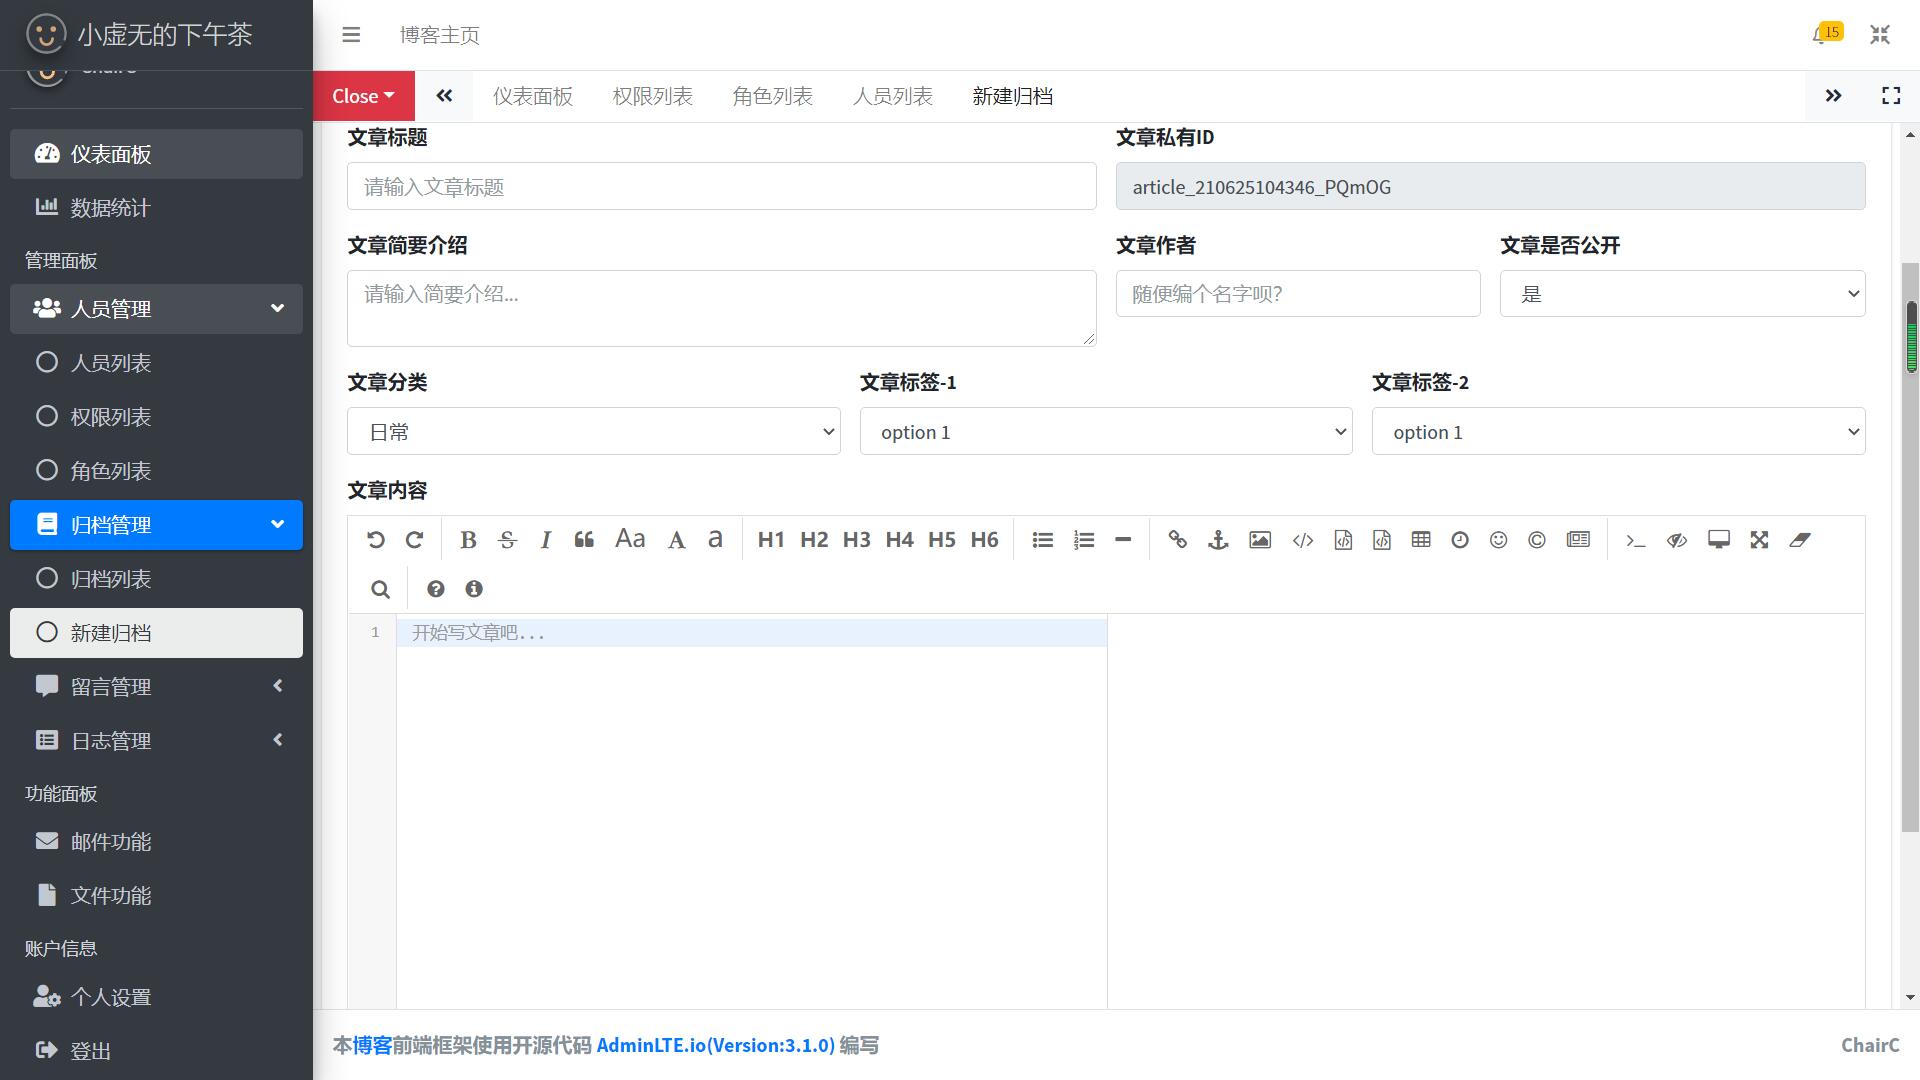 小虚无的下午茶
博客主页
15
Close
仪表面板
权限列表
角色列表
人员列表
新建归档
仪表面板
数据统计
管理面板
人员管理
人员列表
权限列表
角色列表
归档管理
归档列表
新建归档
留言管理
日志管理
功能面板
邮件功能
文件功能
账户信息
个人设置
登出
文章标题
请输入文章标题
文章私有ID
article_210625104346_PQmOG
文章简要介绍
请输入简要介绍...
文章作者
随便编个名字呗?
文章是否公开
是
文章分类
日常
文章标签-1
option 1
文章标签-2
option 1
文章内容
B S I Aa A a H1 H2 H3 H4 H5 H6
1
开始写文章吧...
本博客前端框架使用开源代码 AdminLTE.io(Version:3.1.0) 编写
ChairC